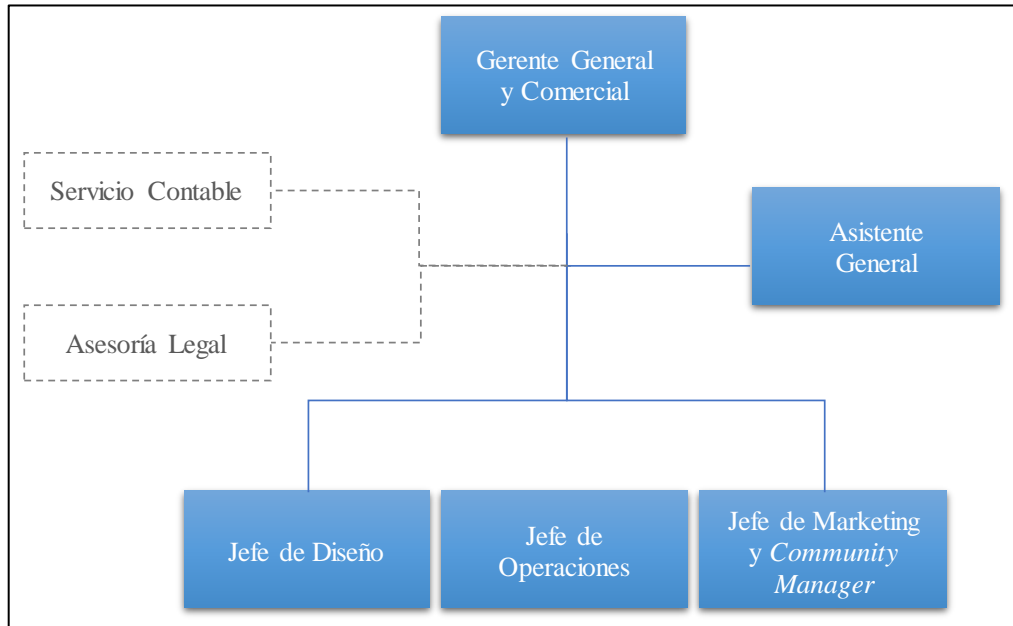 Gerente General
y Comercial
Servicio Contable
Asistente
General
Asesoría Legal
Jefe de Diseño
Jefe de
Operaciones
Jefe de Marketing
y Community
Manager